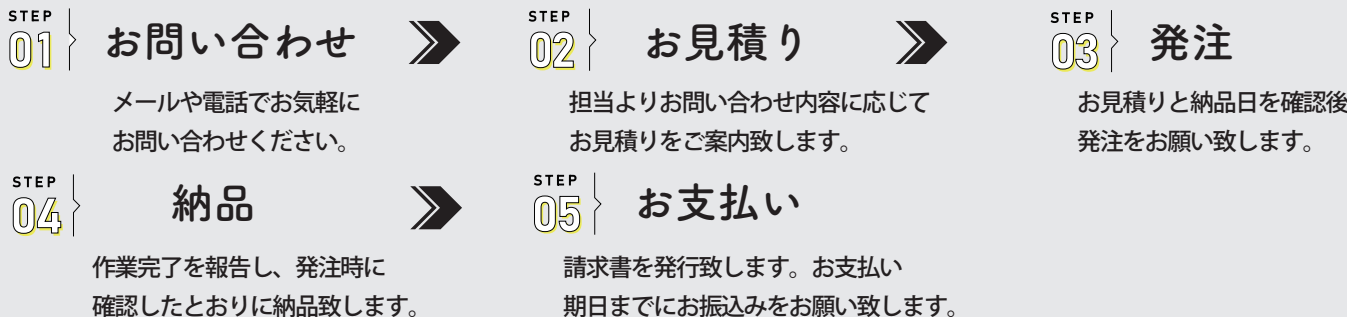 STEP
01
お問い合わせ
メールや電話でお気軽に
お問い合わせください。
STEP
02
お見積り
担当よりお問い合わせ内容に応じて
お見積りをご案内致します。
STEP
03
発注
お見積りと納品日を確認後
発注をお願い致します。
STEP
04
納品
作業完了を報告し、発注時に
確認したとおりに納品致します。
STEP
05
お支払い
請求書を発行致します。お支払い
期日までにお振込みをお願い致します。